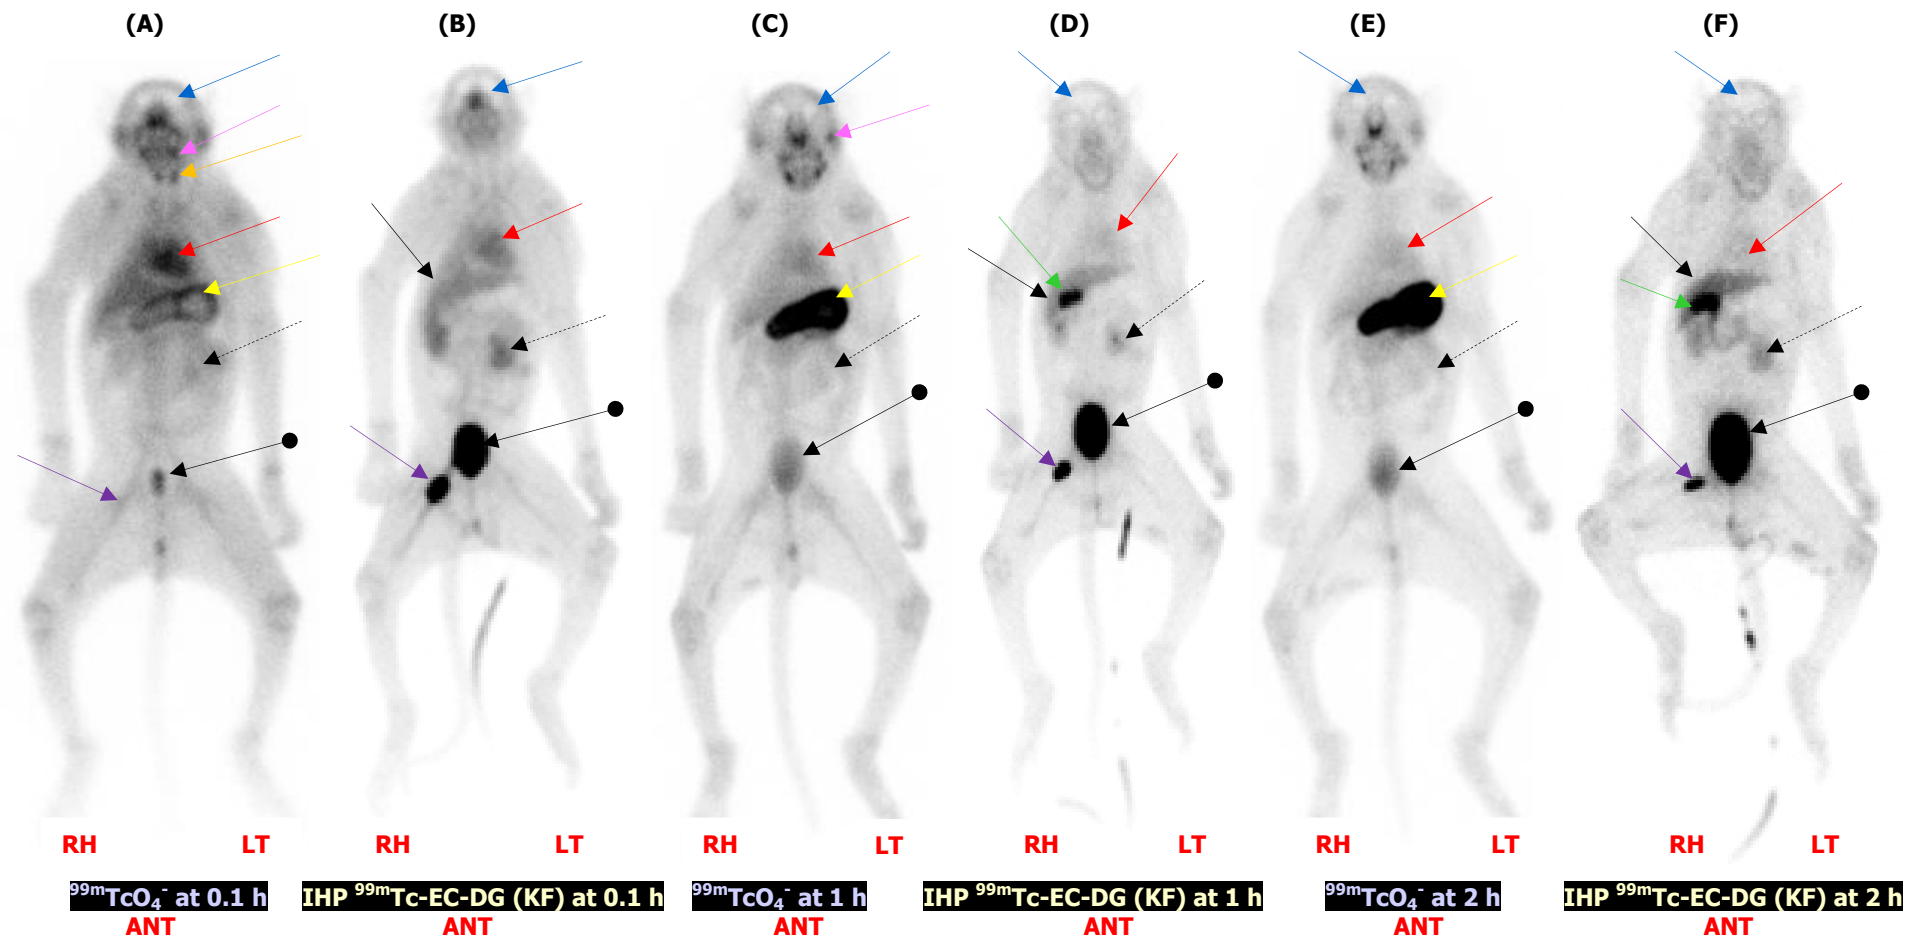 (A) (B) (C) (D) (E) (F)
RH LT RH LT RH LT RH LT RH LT RH LT
99mTcO4- at 0.1 h IHP 99mTc-EC-DG (KF) at 0.1 h 99mTcO4- at 1 h IHP 99mTc-EC-DG (KF) at 1 h 99mTcO4- at 2 h IHP 99mTc-EC-DG (KF) at 2 h
ANT ANT ANT ANT ANT ANT